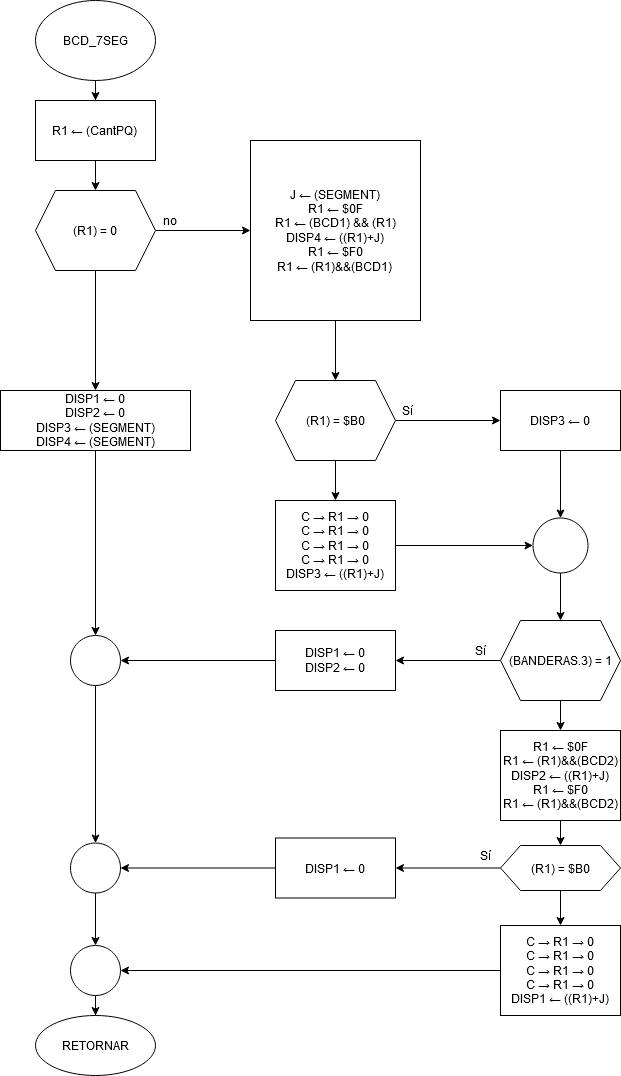 BCD_7SEG
R1 ← (CantPQ)
(R1) = 0
no
J ← (SEGMENT)
R1 ← $0F
R1 ← (BCD1) && (R1)
DISP4 ← ((R1)+J)
R1 ← $F0
R1 ← (R1)&&(BCD1)
DISP1 ← 0
DISP2 ← 0
DISP3 ← (SEGMENT)
DISP4 ← (SEGMENT)
(R1) = $B0
Sí
DISP3 ← 0
C → R1 → 0
C → R1 → 0
C → R1 → 0
C → R1 → 0
DISP3 ← ((R1)+J)
(BANDERAS.3) = 1
Sí
DISP1 ← 0
DISP2 ← 0
R1 ← $0F
R1 ← (R1)&&(BCD2)
DISP2 ← ((R1)+J)
R1 ← $F0
R1 ← (R1)&&(BCD2)
(R1) = $B0
Sí
DISP1 ← 0
C → R1 → 0
C → R1 → 0
C → R1 → 0
C → R1 → 0
DISP1 ← ((R1)+J)
RETORNAR